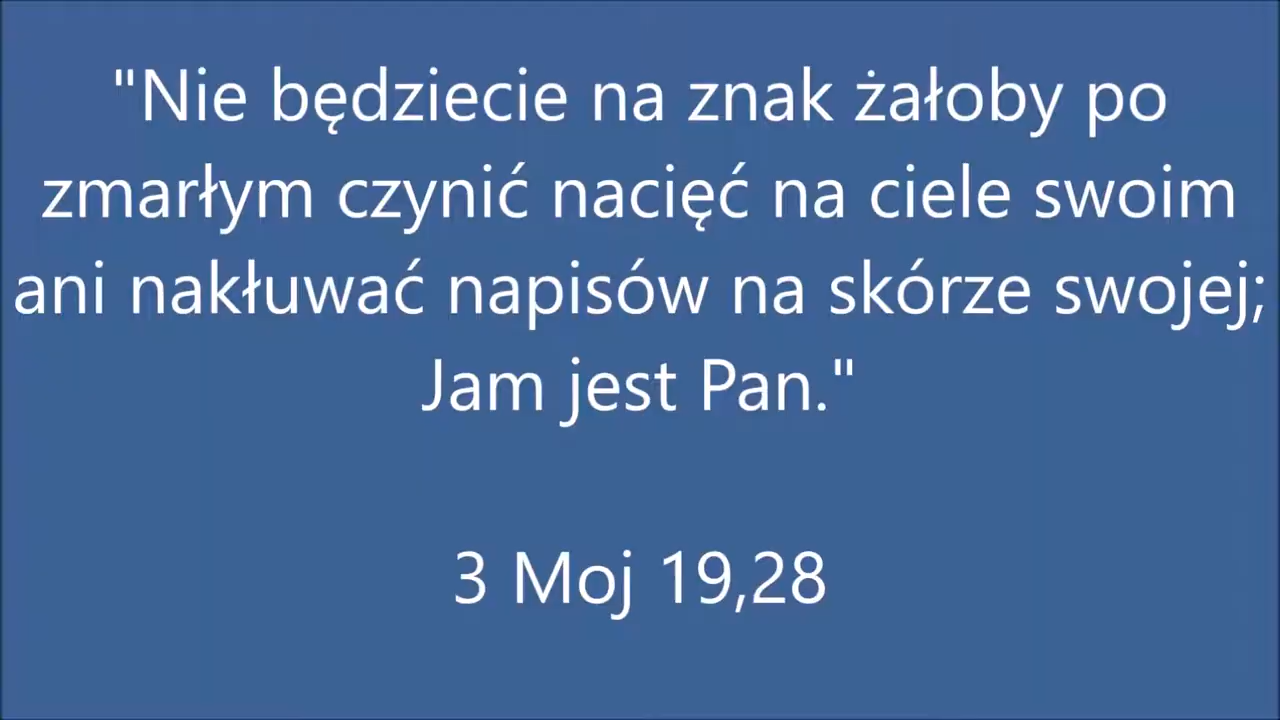 "Nie będziecie na znak żałoby po
zmarłym czynić nacięć na ciele swoim
ani nakłuwać napisów na skórze swojej;
Jam jest Pan."
3 Moj 19,28